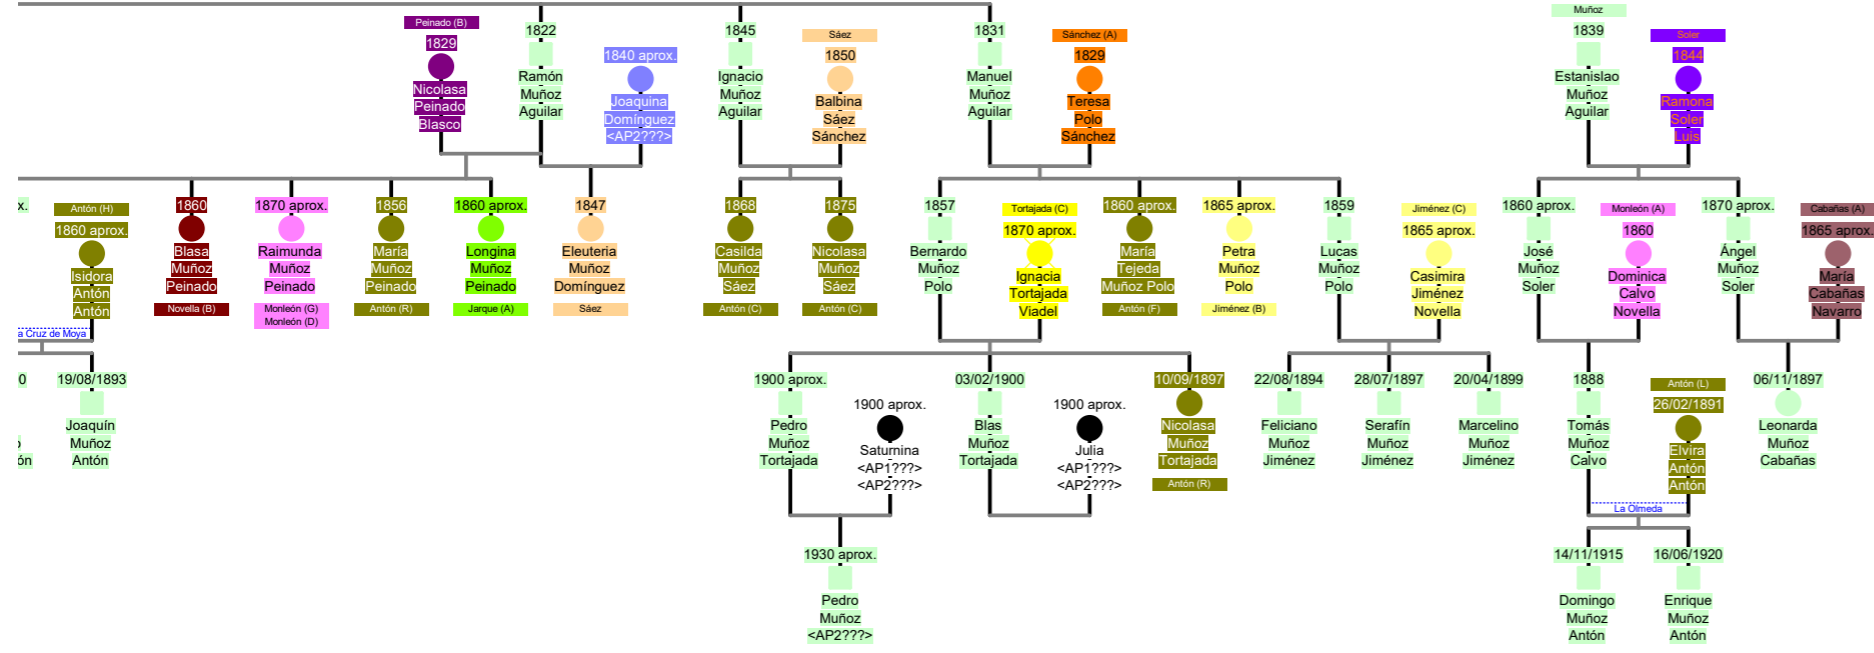 Peinado (B)
1829
Nicolasa
Peinado
Blasco
1822
Ramón
Muñoz
Aguilar
1840 aprox.
Joaquina
Domínguez
<AP2???>
1845
Ignacio
Muñoz
Aguilar
Sáez
1850
Balbina
Sáez
Sánchez
1831
Manuel
Muñoz
Aguilar
Sánchez (A)
1829
Teresa
Polo
Sánchez
Muñoz
1839
Estanislao
Muñoz
Aguilar
Soler
1844
Ramona
Soler
Luis
x.
Antón (H)
1860 aprox.
Isidora
Antón
Antón
a Cruz de Moya
1860
Blasa
Muñoz
Peinado
Novella (B)
1870 aprox.
Raimunda
Muñoz
Peinado
Monleón (G)
Monleón (D)
1856
María
Muñoz
Peinado
Antón (R)
1860 aprox.
Longina
Muñoz
Peinado
Jarque (A)
1847
Eleuteria
Muñoz
Domínguez
Sáez
1868
Casilda
Muñoz
Sáez
Antón (C)
1875
Nicolasa
Muñoz
Sáez
Antón (C)
1857
Bernardo
Muñoz
Polo
Tortajada (C)
1870 aprox.
Ignacia
Tortajada
Viadel
1860 aprox.
María
Tejeda
Muñoz Polo
Antón (F)
1865 aprox.
Petra
Muñoz
Polo
Jiménez (B)
1859
Lucas
Muñoz
Polo
Jiménez (C)
1865 aprox.
Casimira
Jiménez
Novella
1860 aprox.
José
Muñoz
Soler
Monleón (A)
1860
Dominica
Calvo
Novella
1870 aprox.
Ángel
Muñoz
Soler
Cabañas (A)
1865 aprox.
María
Cabañas
Navarro
0
ón
19/08/1893
Joaquín
Muñoz
Antón
1900 aprox.
Pedro
Muñoz
Tortajada
1900 aprox.
Saturnina
<AP1???>
<AP2???>
03/02/1900
Blas
Muñoz
Tortajada
1900 aprox.
Julia
<AP1???>
<AP2???>
10/09/1897
Nicolasa
Muñoz
Tortajada
Antón (R)
22/08/1894
Feliciano
Muñoz
Jiménez
28/07/1897
Serafín
Muñoz
Jiménez
20/04/1899
Marcelino
Muñoz
Jiménez
1888
Tomás
Muñoz
Calvo
Antón (L)
26/02/1891
Elvira
Antón
Antón
La Olmeda
06/11/1897
Leonarda
Muñoz
Cabañas
1930 aprox.
Pedro
Muñoz
<AP2???>
14/11/1915
Domingo
Muñoz
Antón
16/06/1920
Enrique
Muñoz
Antón